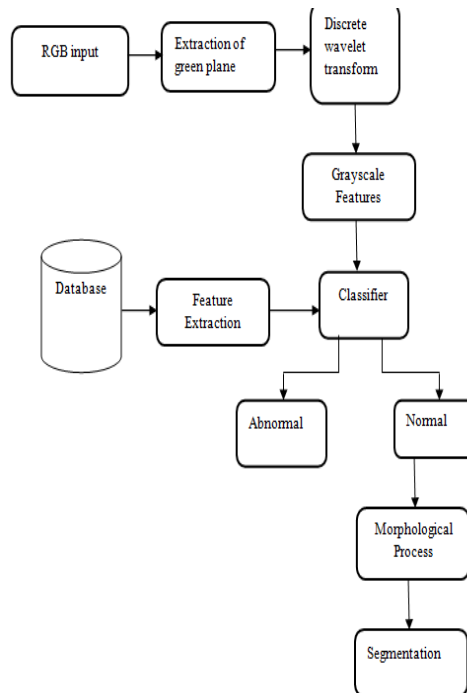 RGB input
Extraction of
green plane
Discrete
wavelet
transform
Grayscale
Features
Database
Feature
Extraction
Classifier
Abnormal
Normal
Morphological
Process
Segmentation